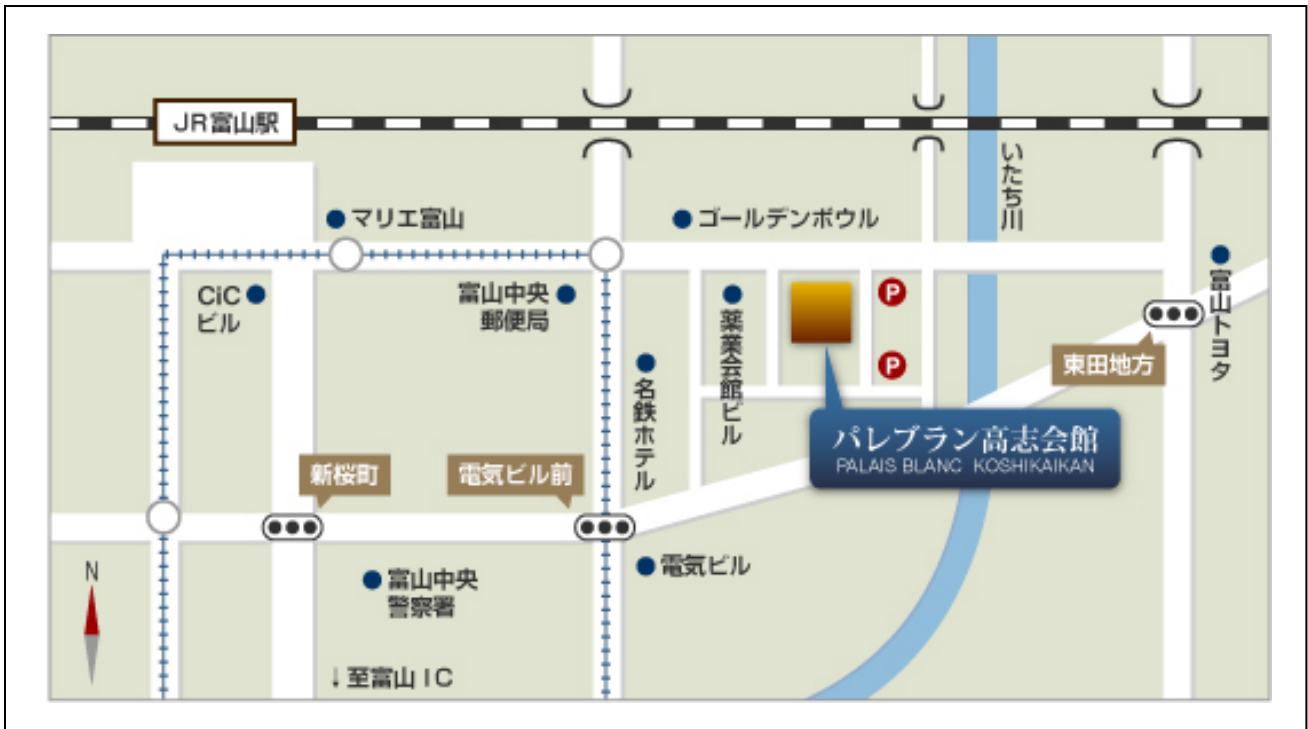 JR富山駅
いたち川
マリエ富山
ゴールデンボウル
CiC
ビル
富山中央
郵便局
薬業会館ビル
P
P
富山トヨタ
東田地方
名鉄ホテル
パレブラン高志会館
PALAIS BLANC KOSHIKAIKAN
新桜町
電気ビル前
電気ビル
富山中央
警察署
N
↓至富山IC